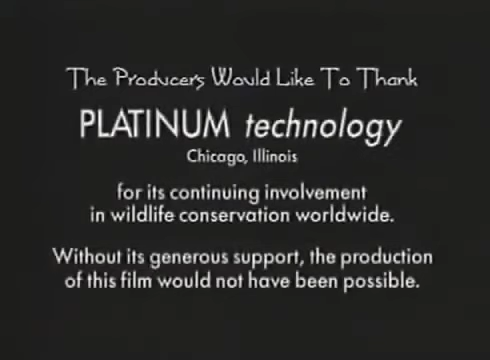 The Producers Would Like To Thank
PLATINUM technology
Chicago, Illinois
for its continuing involvement
in wildlife conservation worldwide.
Without its generous support, the production
of this film would not have been possible.